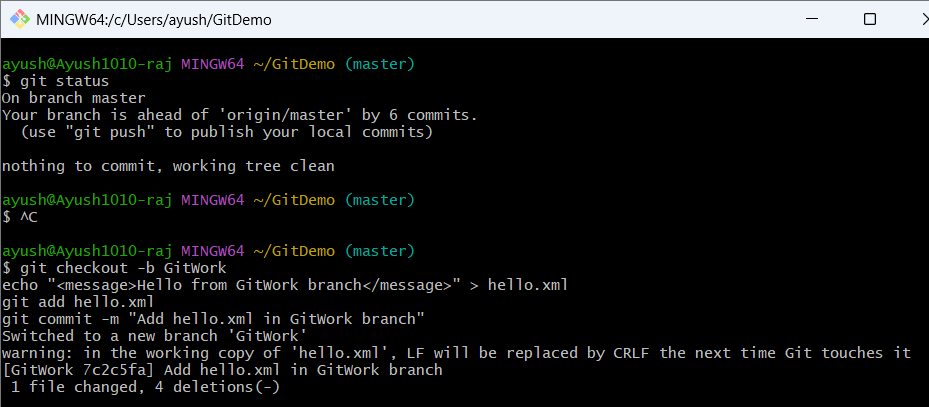 MINGW64:/c/Users/ayush/GitDemo
ayush@Ayush1010-raj MINGW64 ~/GitDemo (master)
$ git status
On branch master
Your branch is ahead of 'origin/master' by 6 commits.
  (use "git push" to publish your local commits)
nothing to commit, working tree clean
ayush@Ayush1010-raj MINGW64 ~/GitDemo (master)
$ ^C
ayush@Ayush1010-raj MINGW64 ~/GitDemo (master)
$ git checkout -b GitWork
echo "<message>Hello from GitWork branch</message>" > hello.xml
git add hello.xml
git commit -m "Add hello.xml in GitWork branch"
Switched to a new branch 'GitWork'
warning: in the working copy of 'hello.xml', LF will be replaced by CRLF the next time Git touches it
[GitWork 7c2c5fa] Add hello.xml in GitWork branch
 1 file changed, 4 deletions(-)